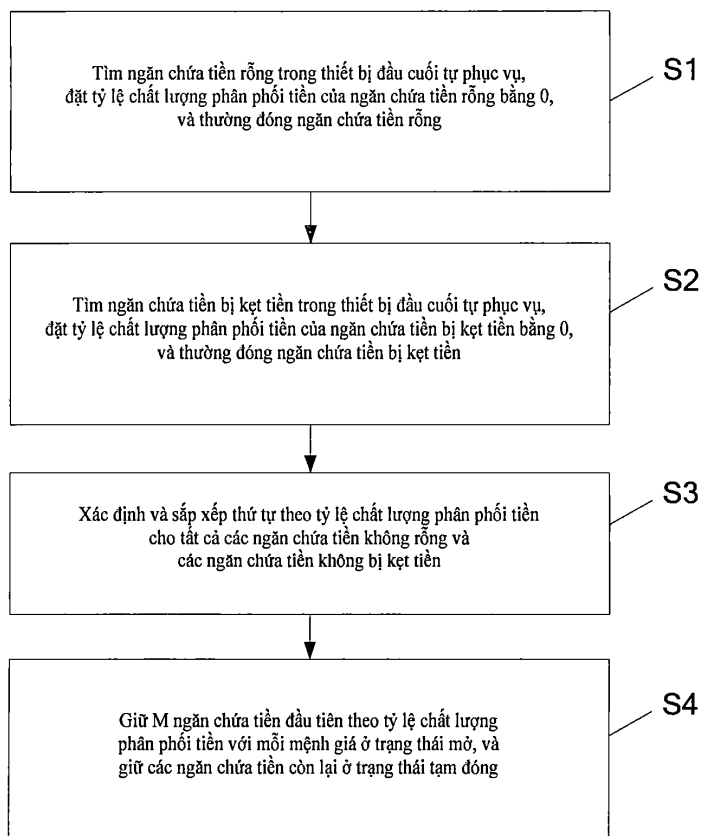 Tìm ngăn chứa tiền rỗng trong thiết bị đầu cuối tự phục vụ,
đặt tỷ lệ chất lượng phân phối tiền của ngăn chứa tiền rỗng bằng 0,
và thường đóng ngăn chứa tiền rỗng
S1
Tìm ngăn chứa tiền bị kẹt tiền trong thiết bị đầu cuối tự phục vụ,
đặt tỷ lệ chất lượng phân phối tiền của ngăn chứa tiền bị kẹt tiền bằng 0,
và thường đóng ngăn chứa tiền bị kẹt tiền
S2
Xác định và sắp xếp thứ tự theo tỷ lệ chất lượng phân phối tiền
cho tất cả các ngăn chứa tiền không rỗng và
các ngăn chứa tiền không bị kẹt tiền
S3
Giữ M ngăn chứa tiền đầu tiên theo tỷ lệ chất lượng
phân phối tiền với mỗi mệnh giá ở trạng thái mở, và
giữ các ngăn chứa tiền còn lại ở trạng thái tạm đóng
S4